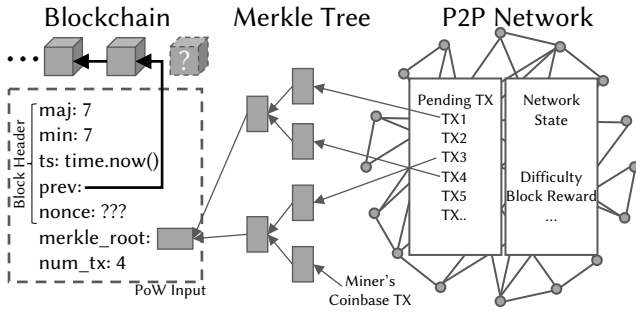 Blockchain
Merkle Tree
P2P Network
...
?
Block Header
maj: 7
min: 7
ts: time.now()
prev:
nonce: ???
merkle_root:
num_tx: 4
PoW Input
Miner's
Coinbase TX
Pending TX
TX1
TX2
TX3
TX4
TX5
TX..
Network
State
Difficulty
Block Reward
...